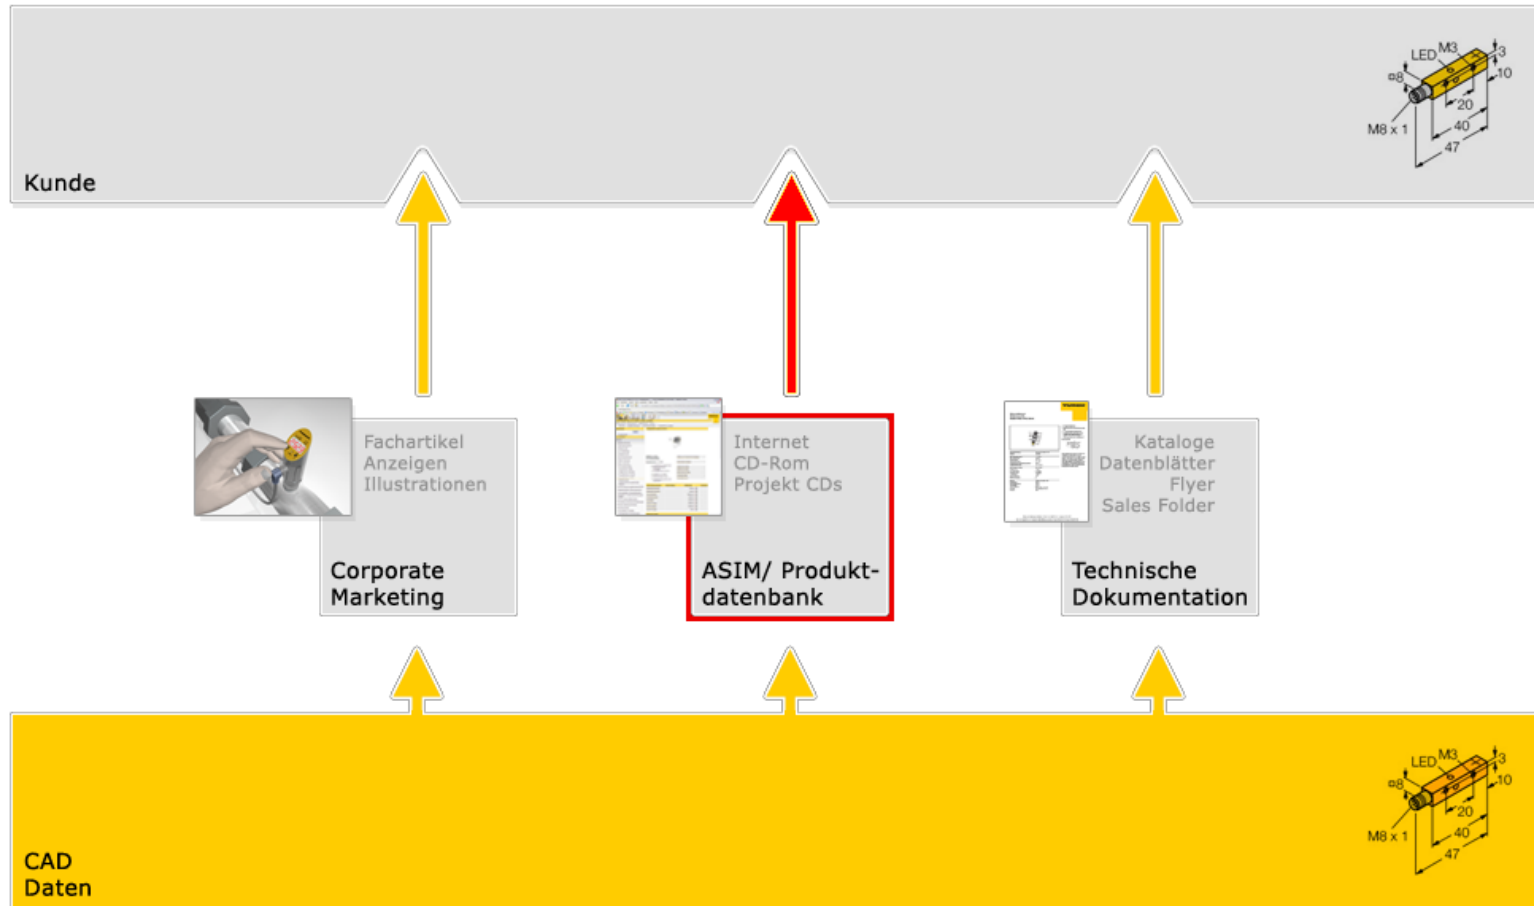 LED M3
3
¤8
10
20
M8 x 1
40
47
Kunde
Fachartikel
Anzeigen
Illustrationen
Corporate
Marketing
Internet
CD-Rom
Projekt CDs
ASIM/ Produkt-
datenbank
Kataloge
Datenblätter
Flyer
Sales Folder
Technische
Dokumentation
LED M3
3
¤8
10
20
M8 x 1
40
47
CAD
Daten